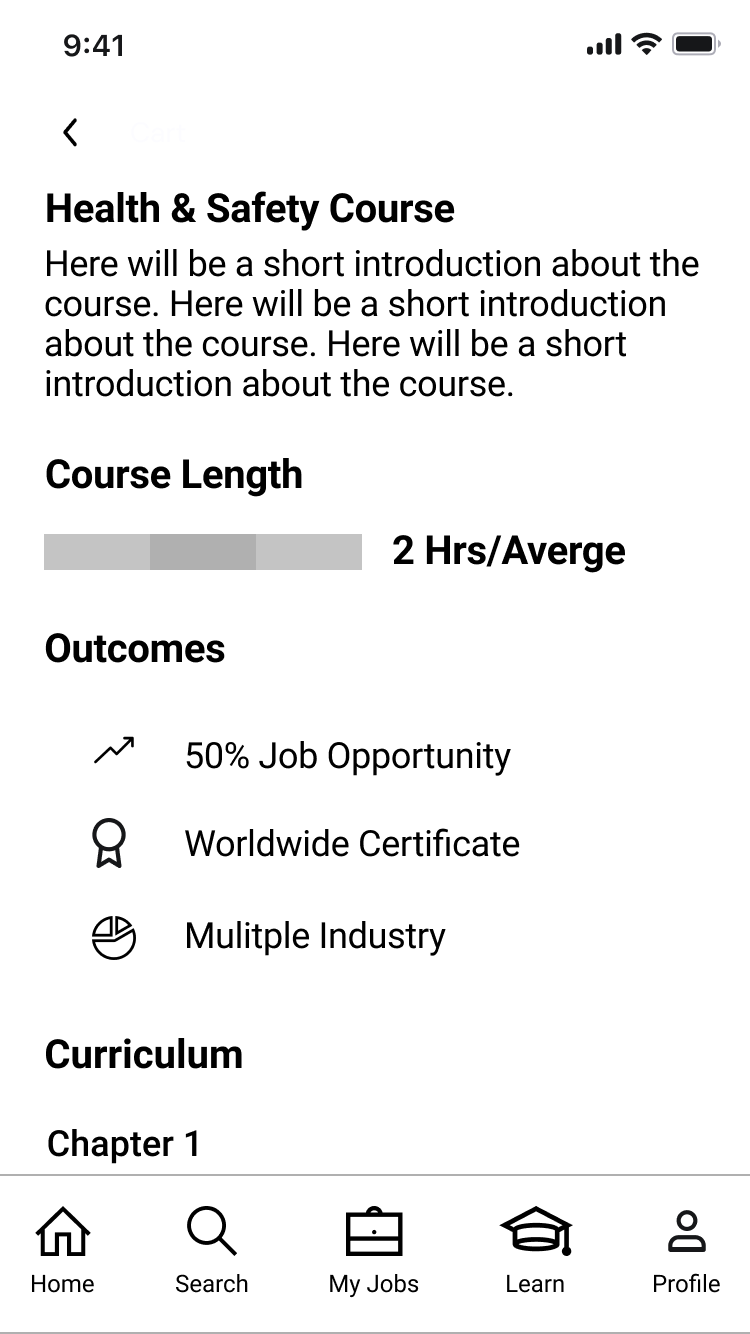 9:41
Cart
Health & Safety Course
Here will be a short introduction about the
course. Here will be a short introduction
about the course. Here will be a short
introduction about the course.
Course Length
2 Hrs/Averge
Outcomes
50% Job Opportunity
Worldwide Certificate
Mulitple Industry
Curriculum
Chapter 1
Home Search My Jobs Learn Profile